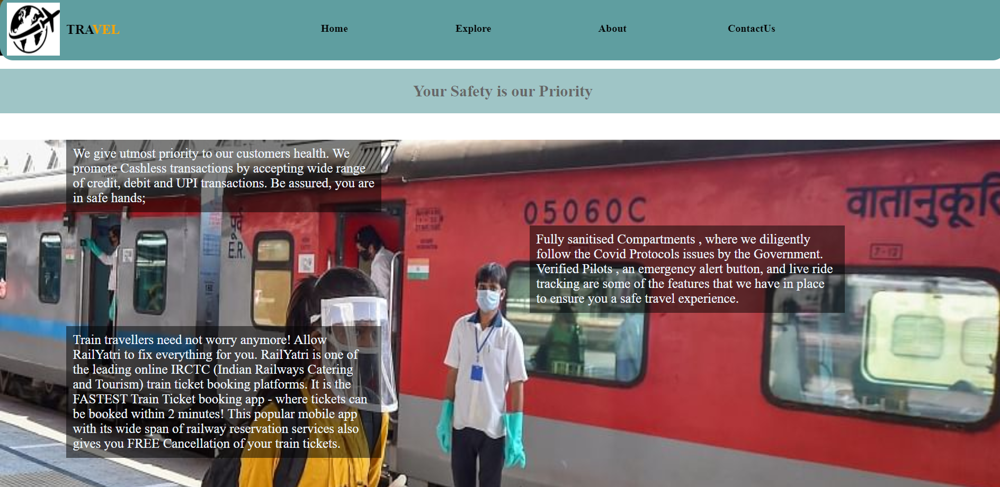 TRAVEL
Home
Explore
About
ContactUs
Your Safety is our Priority
We give utmost priority to our customers health. We
promote Cashless transactions by accepting wide range
of credit, debit and UPI transactions. Be assured, you are
in safe hands;
05060C
वातानुकूलि
पूर्व
E.R.
7-12
Fully sanitised Compartments , where we diligently
follow the Covid Protocols issues by the Government.
Verified Pilots , an emergency alert button, and live ride
tracking are some of the features that we have in place
to ensure you a safe travel experience.
Train travellers need not worry anymore! Allow
RailYatri to fix everything for you. RailYatri is one of
the leading online IRCTC (Indian Railways Catering
and Tourism) train ticket booking platforms. It is the
FASTEST Train Ticket booking app - where tickets can
be booked within 2 minutes! This popular mobile app
with its wide span of railway reservation services also
gives you FREE Cancellation of your train tickets.